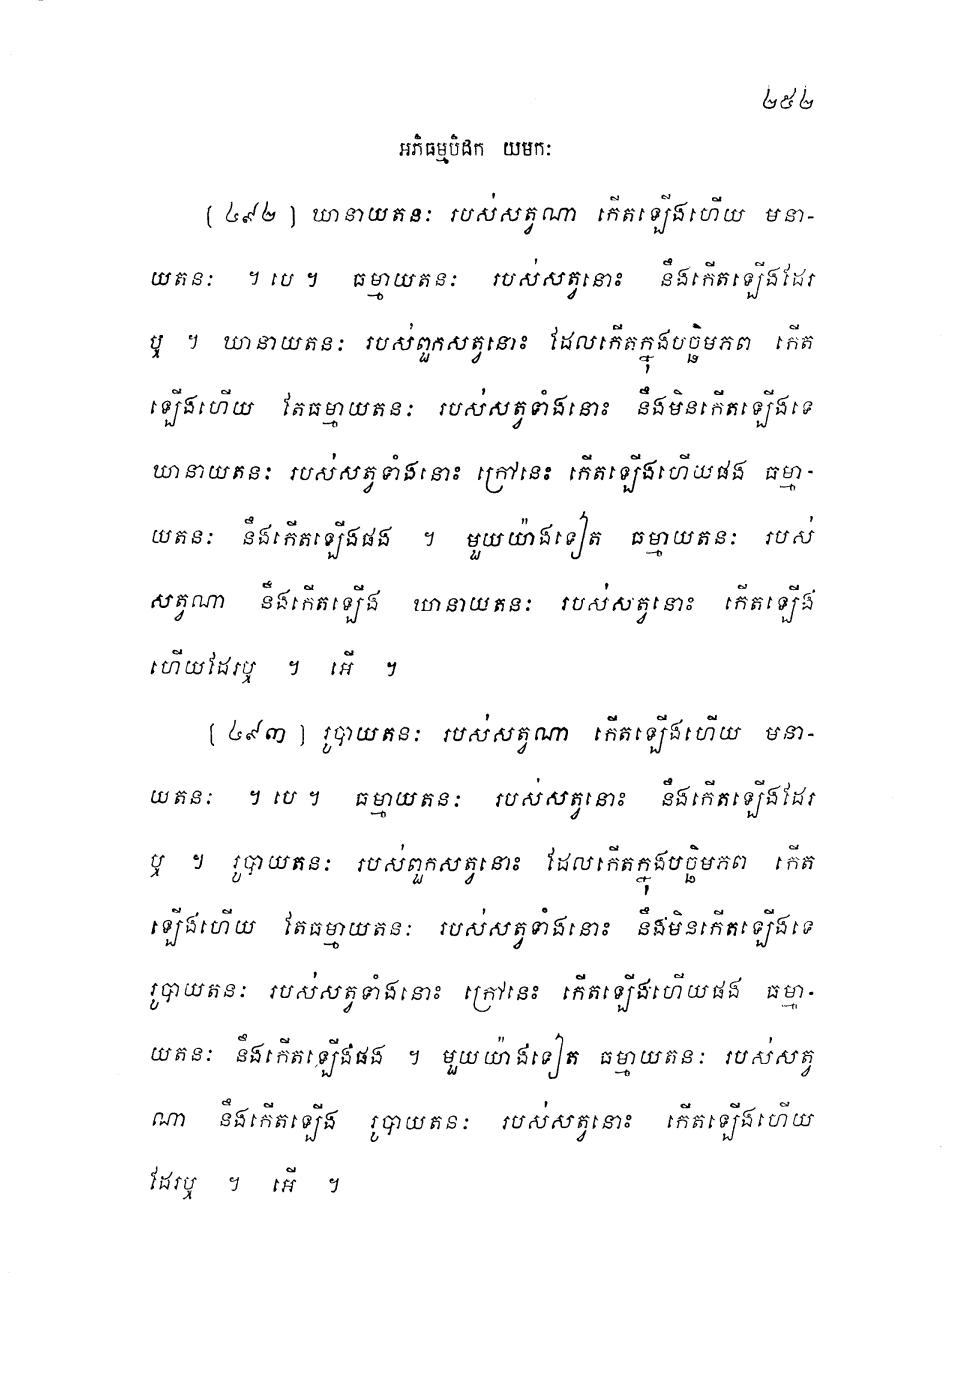 ២៥២
អភិធម្មបិដក យមកៈ
[ ៤៩២ ] ឃានាយតនៈ របស់សត្វណា កើតឡើងហើយ មនា-
យតនៈ ។ បេ ។ ធម្មាយតនៈ របស់សត្វនោះ នឹងកើតឡើងដែរ
ឬ ។ ឃានាយតនៈ របស់ពួកសត្វនោះ ដែលកើតក្នុងបច្ឆិមភព កើត
ឡើងហើយ តែធម្មាយតនៈ របស់សត្វទាំងនោះ នឹងមិនកើតឡើងទេ
ឃានាយតនៈ របស់សត្វទាំងនោះ ក្រៅនេះ កើតឡើងហើយផង ធម្មា-
យតនៈ នឹងកើតឡើងផង ។ មួយយ៉ាងទៀត ធម្មាយតនៈ របស់
សត្វណា នឹងកើតឡើង ឃានាយតនៈ របស់សត្វនោះ កើតឡើង
ហើយដែរឬ ។ អើ ។
[ ៤៩៣ ] រូបាយតនៈ របស់សត្វណា កើតឡើងហើយ មនា-
យតនៈ ។ បេ ។ ធម្មាយតនៈ របស់សត្វនោះ នឹងកើតឡើងដែរ
ឬ ។ រូបាយតនៈ របស់ពួកសត្វនោះ ដែលកើតក្នុងបច្ឆិមភព កើត
ឡើងហើយ តែធម្មាយតនៈ របស់សត្វទាំងនោះ នឹងមិនកើតឡើងទេ
រូបាយតនៈ របស់សត្វទាំងនោះ ក្រៅនេះ កើតឡើងហើយផង ធម្មា-
យតនៈ នឹងកើតឡើងផង ។ មួយយ៉ាងទៀត ធម្មាយតនៈ របស់សត្វ
ណា នឹងកើតឡើង រូបាយតនៈ របស់សត្វនោះ កើតឡើងហើយ
ដែរឬ ។ អើ ។